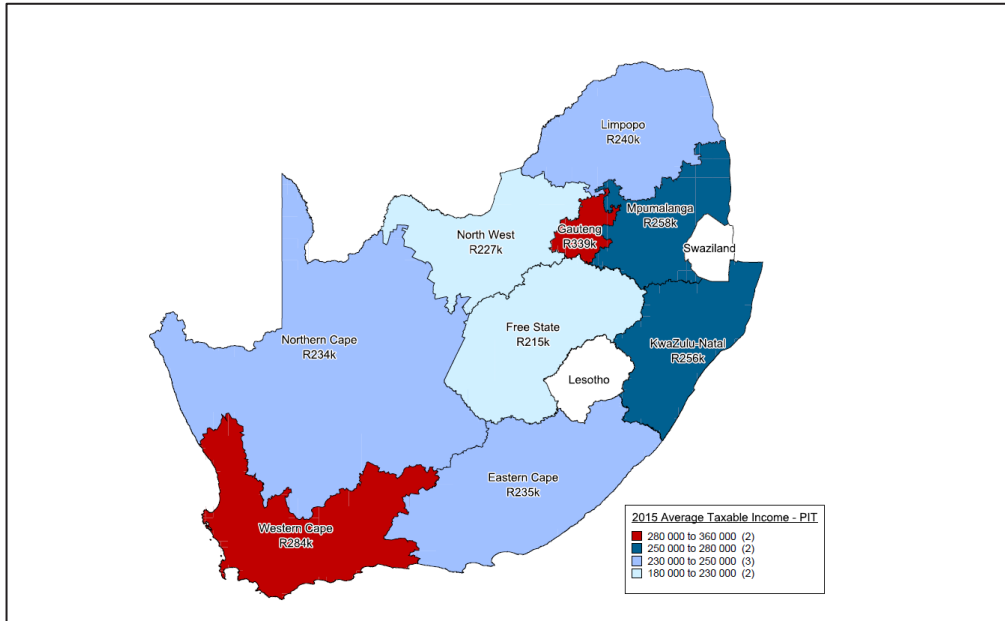 Limpopo
R240k
Mpumalanga
R258k
Gauteng
R339k
North West
R227k
Swaziland
Free State
R215k
KwaZulu-Natal
R256k
Northern Cape
R234k
Lesotho
Eastern Cape
R235k
Western Cape
R284k
2015 Average Taxable Income - PIT
280 000 to 360 000 (2)
250 000 to 280 000 (2)
230 000 to 250 000 (3)
180 000 to 230 000 (2)